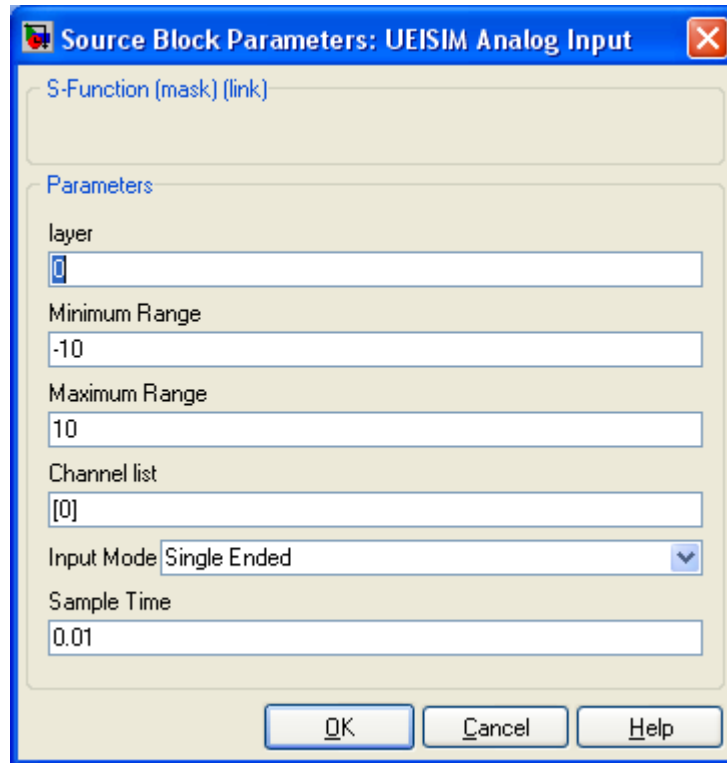 Source Block Parameters: UEISIM Analog Input
S-Function (mask) (link)
Parameters
layer
0
Minimum Range
-10
Maximum Range
10
Channel list
[0]
Input Mode Single Ended
Sample Time
0.01
OK Cancel Help